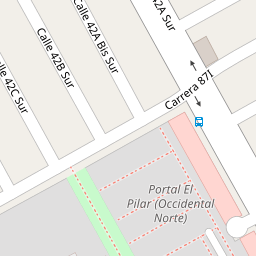 Calle 42A Bis Sur
Calle 42B Sur
42A Sur
Calle 42C Sur
Carrera 87I
Portal El
Pilar (Occidental
Norte)